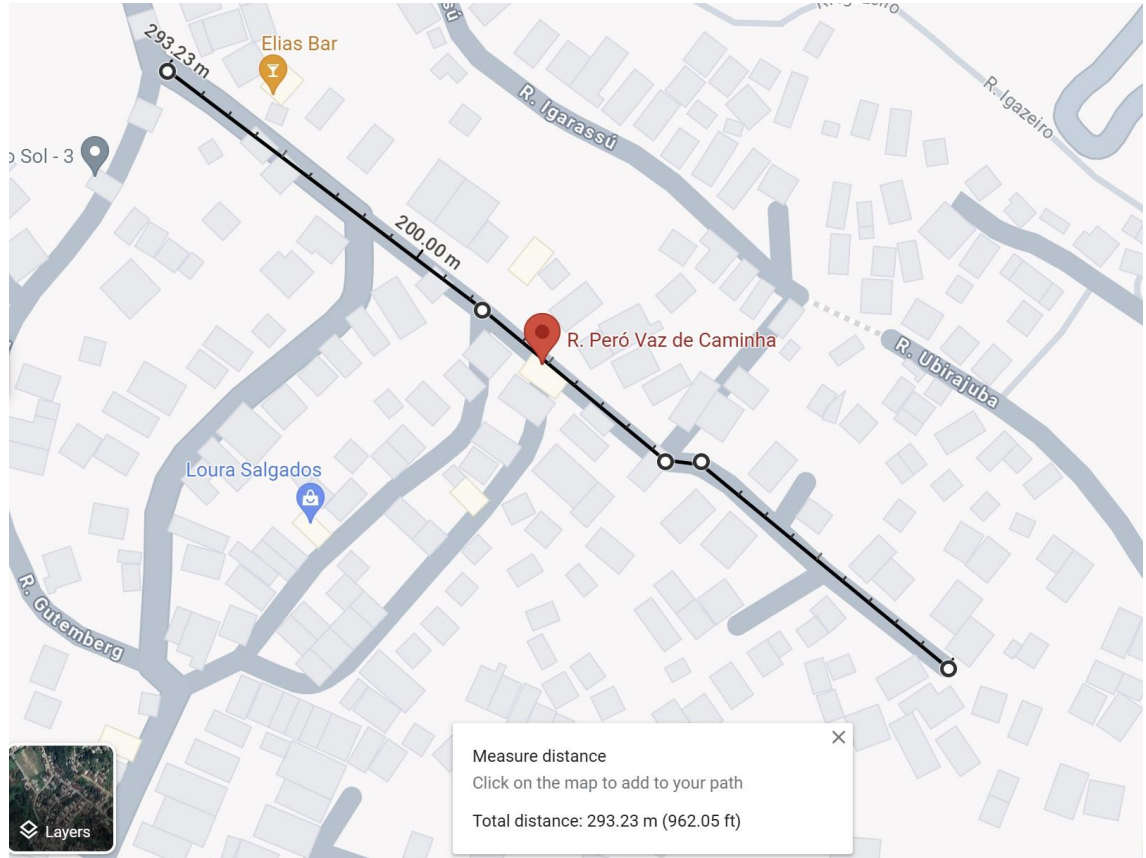 293.23 m
Elias Bar
R. Igarassú
R. Igazeiro
o Sol - 3
200.00 m
R. Peró Vaz de Caminha
R. Ubirajuba
Loura Salgados
R. Gutemberg
Measure distance
Click on the map to add to your path
Total distance: 293.23 m (962.05 ft)
Layers